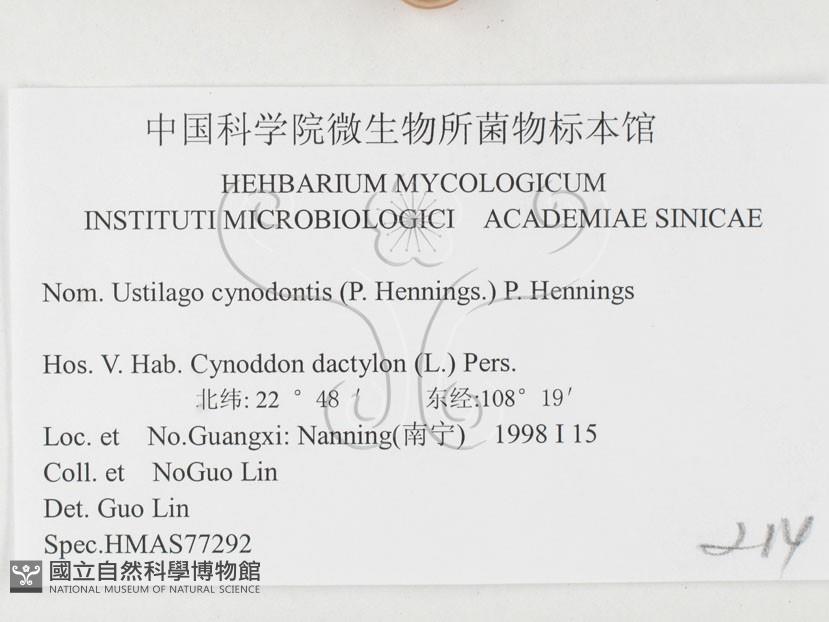 中国科学院微生物所菌物标本馆
HEHBARIUM MYCOLOGICUM
INSTITUTI MICROBIOLOGICI ACADEMIAE SINICAE
Nom. Ustilago cynodontis (P. Hennings.) P. Hennings
Hos. V. Hab. Cynoddon dactylon (L.) Pers.
北纬: 22 ° 48 ′ 东经:108° 19′
Loc. et No.Guangxi: Nanning(南宁) 1998 I 15
Coll. et NoGuo Lin
Det. Guo Lin
Spec.HMAS77292
214
國立自然科學博物館
NATIONAL MUSEUM OF NATURAL SCIENCE